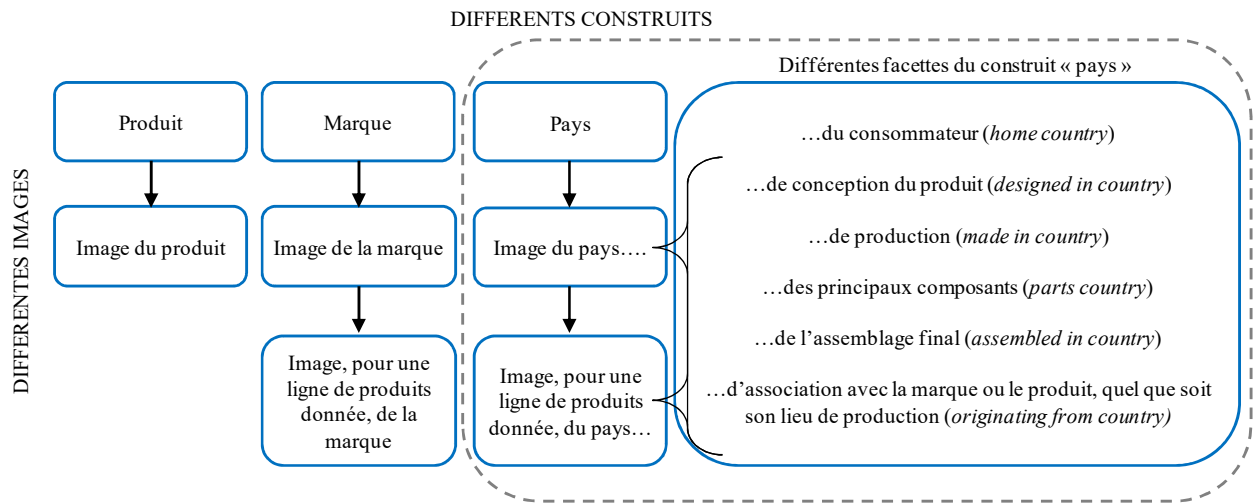 DIFFERENTS CONSTRUITS
Différentes facettes du construit « pays »
DIFFERENTES IMAGES
Produit
Marque
Pays
Image du produit
Image de la marque
Image du pays….
Image, pour une
ligne de produits
donnée, de la
marque
Image, pour une
ligne de produits
donnée, du pays…
…du consommateur (home country)
…de conception du produit (designed in country)
…de production (made in country)
…des principaux composants (parts country)
…de l’assemblage final (assembled in country)
…d’association avec la marque ou le produit, quel que soit
son lieu de production (originating from country)